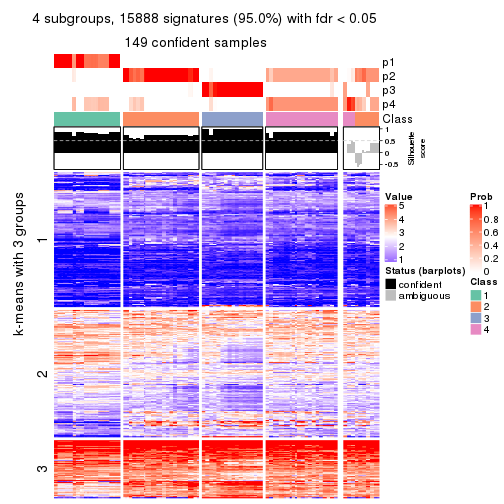 4 subgroups, 15888 signatures (95.0%) with fdr < 0.05
149 confident samples
p1
p2
p3
p4
Class
1
0.5
0
-0.5
Silhouette
score
k-means with 3 groups
1
2
3
Value
5
4
3
2
1
Status (barplots)
confident
ambiguous
Prob
1
0.8
0.6
0.4
0.2
0
Class
1
2
3
4